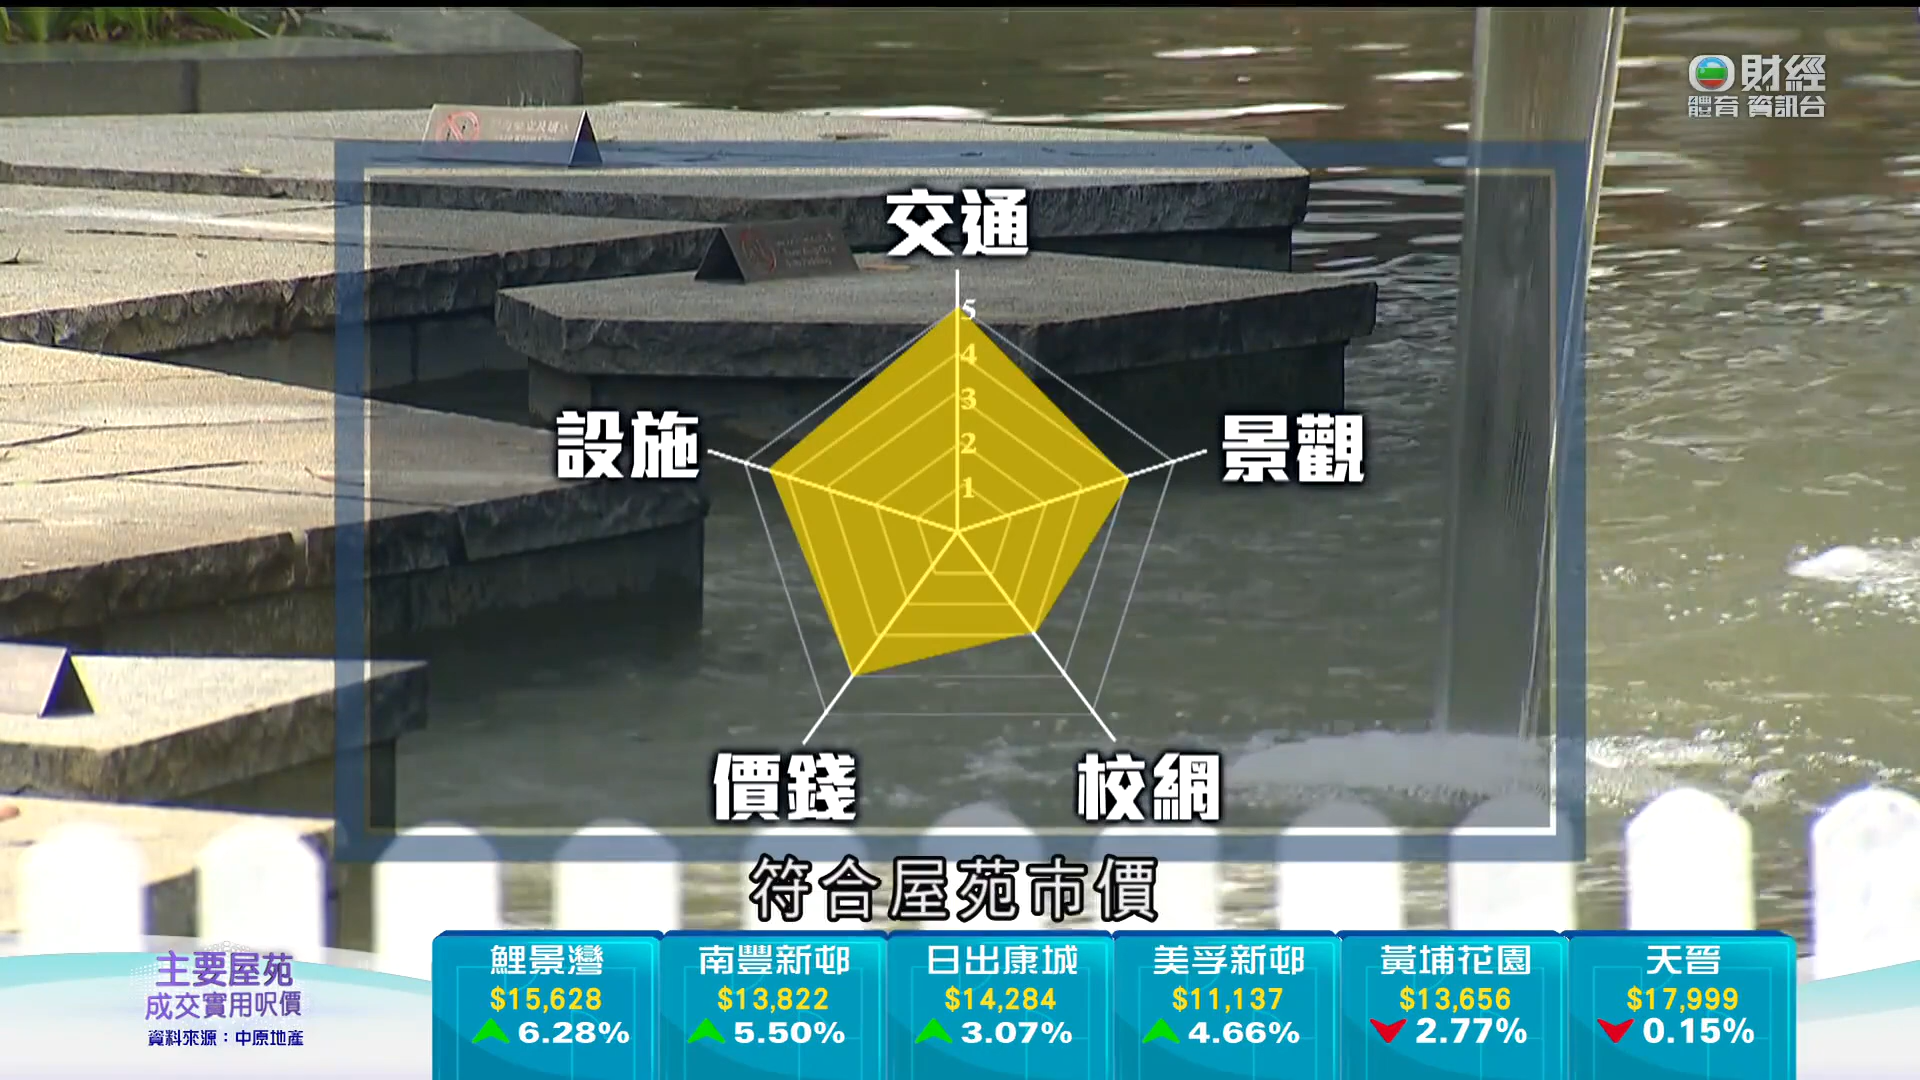 財經
體育 資訊台
交通
5
4
3
2
1
設施
景觀
價錢
校網
符合屋苑市價
主要屋苑
成交實用呎價
資料來源：中原地產
鯉景灣
$15,628
6.28%
南豐新邨
$13,822
5.50%
日出康城
$14,284
3.07%
美孚新邨
$11,137
4.66%
黃埔花園
$13,656
2.77%
天晉
$17,999
0.15%